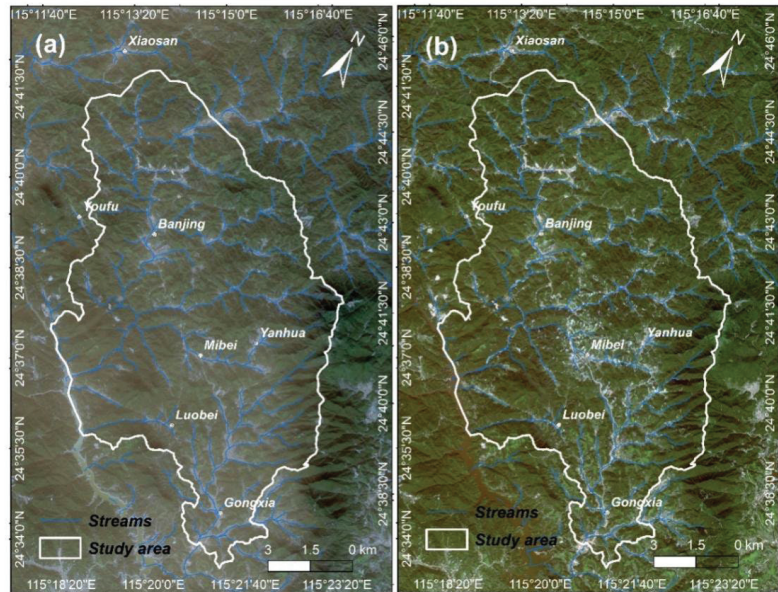 115°11'40"E 115°13'20"E 115°15'0"E 115°16'40"E
(a)
Xiaosan
N
24°41'30"N
24°40'0"N
24°38'30"N
24°37'0"N
24°35'30"N
24°34'0"N
24°46'0"N
24°44'30"N
24°43'0"N
24°41'30"N
24°40'0"N
24°38'30"N
Youfu
Banjing
Mibei
Yanhua
Luobei
Gongxia
Streams
Study area
3 1.5 0 km
115°18'20"E 115°20'0"E 115°21'40"E 115°23'20"E
115°11'40"E 115°13'20"E 115°15'0"E 115°16'40"E
(b)
Xiaosan
N
24°41'30"N
24°40'0"N
24°38'30"N
24°37'0"N
24°35'30"N
24°34'0"N
24°46'0"N
24°44'30"N
24°43'0"N
24°41'30"N
24°40'0"N
24°38'30"N
Youfu
Banjing
Mibei
Yanhua
Luobei
Gongxia
Streams
Study area
3 1.5 0 km
115°18'20"E 115°20'0"E 115°21'40"E 115°23'20"E